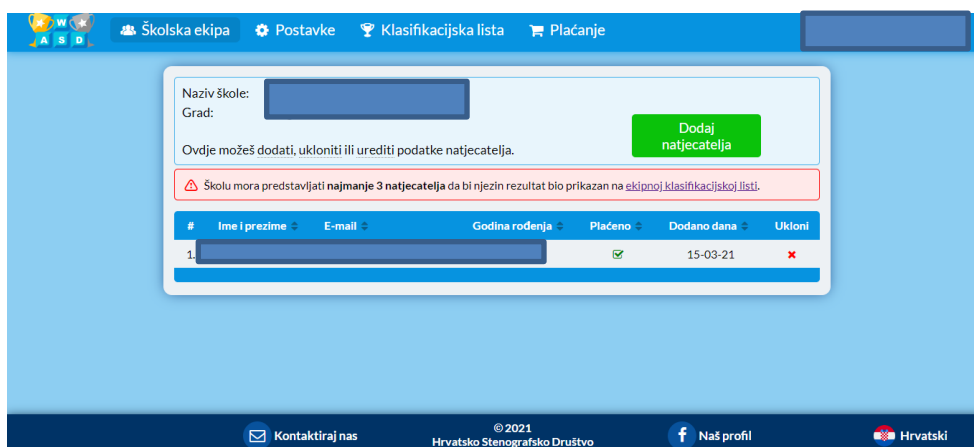 W
A S D
Školska ekipa Postavke Klasifikacijska lista Plaćanje
Naziv škole:
Grad:
Dodaj
natjecatelja
Ovdje možeš dodati, ukloniti ili urediti podatke natjecatelja.
Školu mora predstavljati najmanje 3 natjecatelja da bi njezin rezultat bio prikazan na ekipnoj klasifikacijskoj listi.
# Ime i prezime E-mail Godina rođenja Plaćeno Dodano dana Ukloni
1. 15-03-21
Kontaktiraj nas
© 2021
Hrvatsko Stenografsko Društvo
Naš profil
Hrvatski